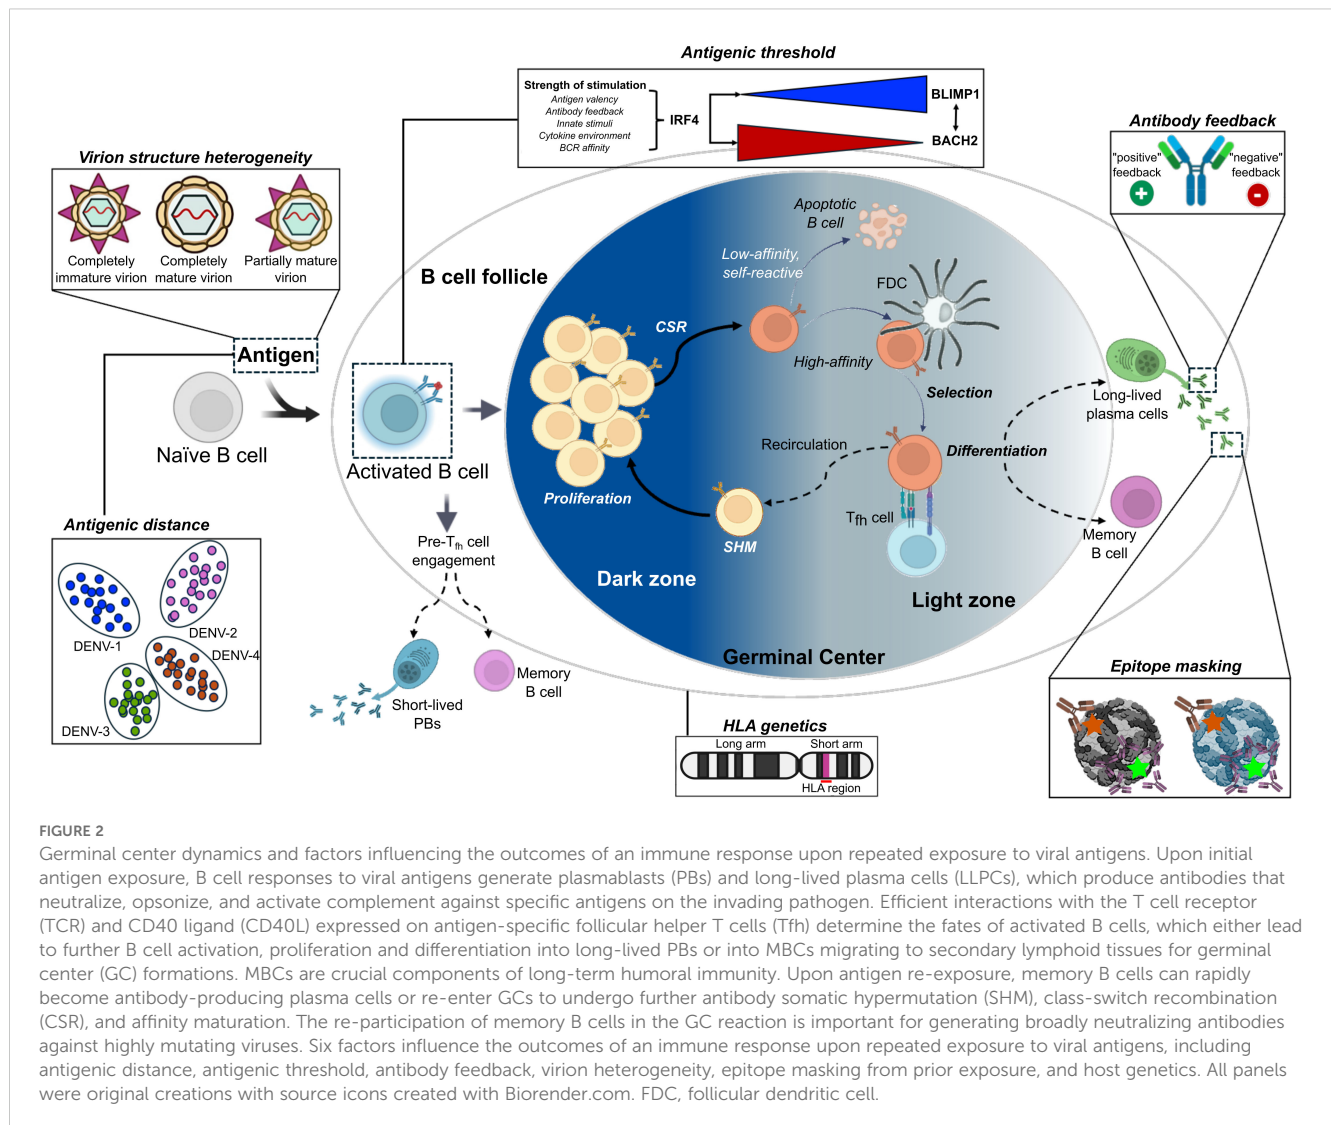 Antigenic threshold
Strength of stimulation
Antigen valency
Antibody feedback
Innate stimuli
Cytokine environment
BCR affinity
IRF4
BLIMP1
BACH2
Antibody feedback
"positive" feedback
"negative" feedback
+
-
Virion structure heterogeneity
Completely immature virion
Completely mature virion
Partially mature virion
B cell follicle
Apoptotic B cell
Low-affinity, self-reactive
FDC
CSR
High-affinity
Selection
Antigen
Naïve B cell
Activated B cell
Proliferation
Recirculation
Differentiation
Long-lived plasma cells
Memory B cell
SHM
Tfh cell
Dark zone
Light zone
Germinal Center
Pre-Tfh cell engagement
Short-lived PBs
Memory B cell
Antigenic distance
DENV-1
DENV-2
DENV-4
DENV-3
HLA genetics
Long arm
Short arm
HLA region
Epitope masking
FIGURE 2
Germinal center dynamics and factors influencing the outcomes of an immune response upon repeated exposure to viral antigens. Upon initial
antigen exposure, B cell responses to viral antigens generate plasmablasts (PBs) and long-lived plasma cells (LLPCs), which produce antibodies that
neutralize, opsonize, and activate complement against specific antigens on the invading pathogen. Efficient interactions with the T cell receptor
(TCR) and CD40 ligand (CD40L) expressed on antigen-specific follicular helper T cells (Tfh) determine the fates of activated B cells, which either lead
to further B cell activation, proliferation and differentiation into long-lived PBs or into MBCs migrating to secondary lymphoid tissues for germinal
center (GC) formations. MBCs are crucial components of long-term humoral immunity. Upon antigen re-exposure, memory B cells can rapidly
become antibody-producing plasma cells or re-enter GCs to undergo further antibody somatic hypermutation (SHM), class-switch recombination
(CSR), and affinity maturation. The re-participation of memory B cells in the GC reaction is important for generating broadly neutralizing antibodies
against highly mutating viruses. Six factors influence the outcomes of an immune response upon repeated exposure to viral antigens, including
antigenic distance, antigenic threshold, antibody feedback, virion heterogeneity, epitope masking from prior exposure, and host genetics. All panels
were original creations with source icons created with Biorender.com. FDC, follicular dendritic cell.